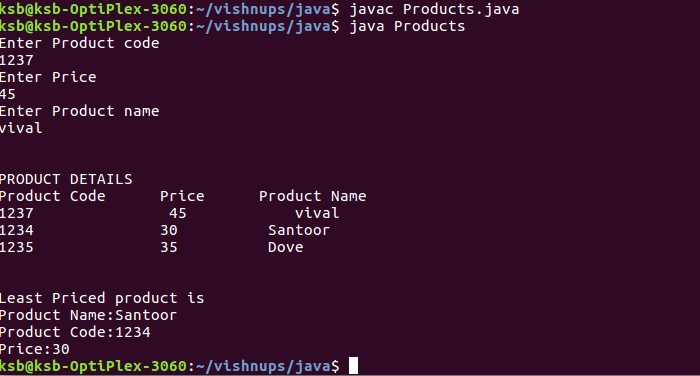 ksb@ksb-OptiPlex-3060:~/vishnups/java$ javac Products.java
ksb@ksb-OptiPlex-3060:~/vishnups/java$ java Products
Enter Product code
1237
Enter Price
45
Enter Product name
vival
PRODUCT DETAILS
Product Code Price Product Name
1237 45 vival
1234 30 Santoor
1235 35 Dove
Least Priced product is
Product Name:Santoor
Product Code:1234
Price:30
ksb@ksb-OptiPlex-3060:~/vishnups/java$